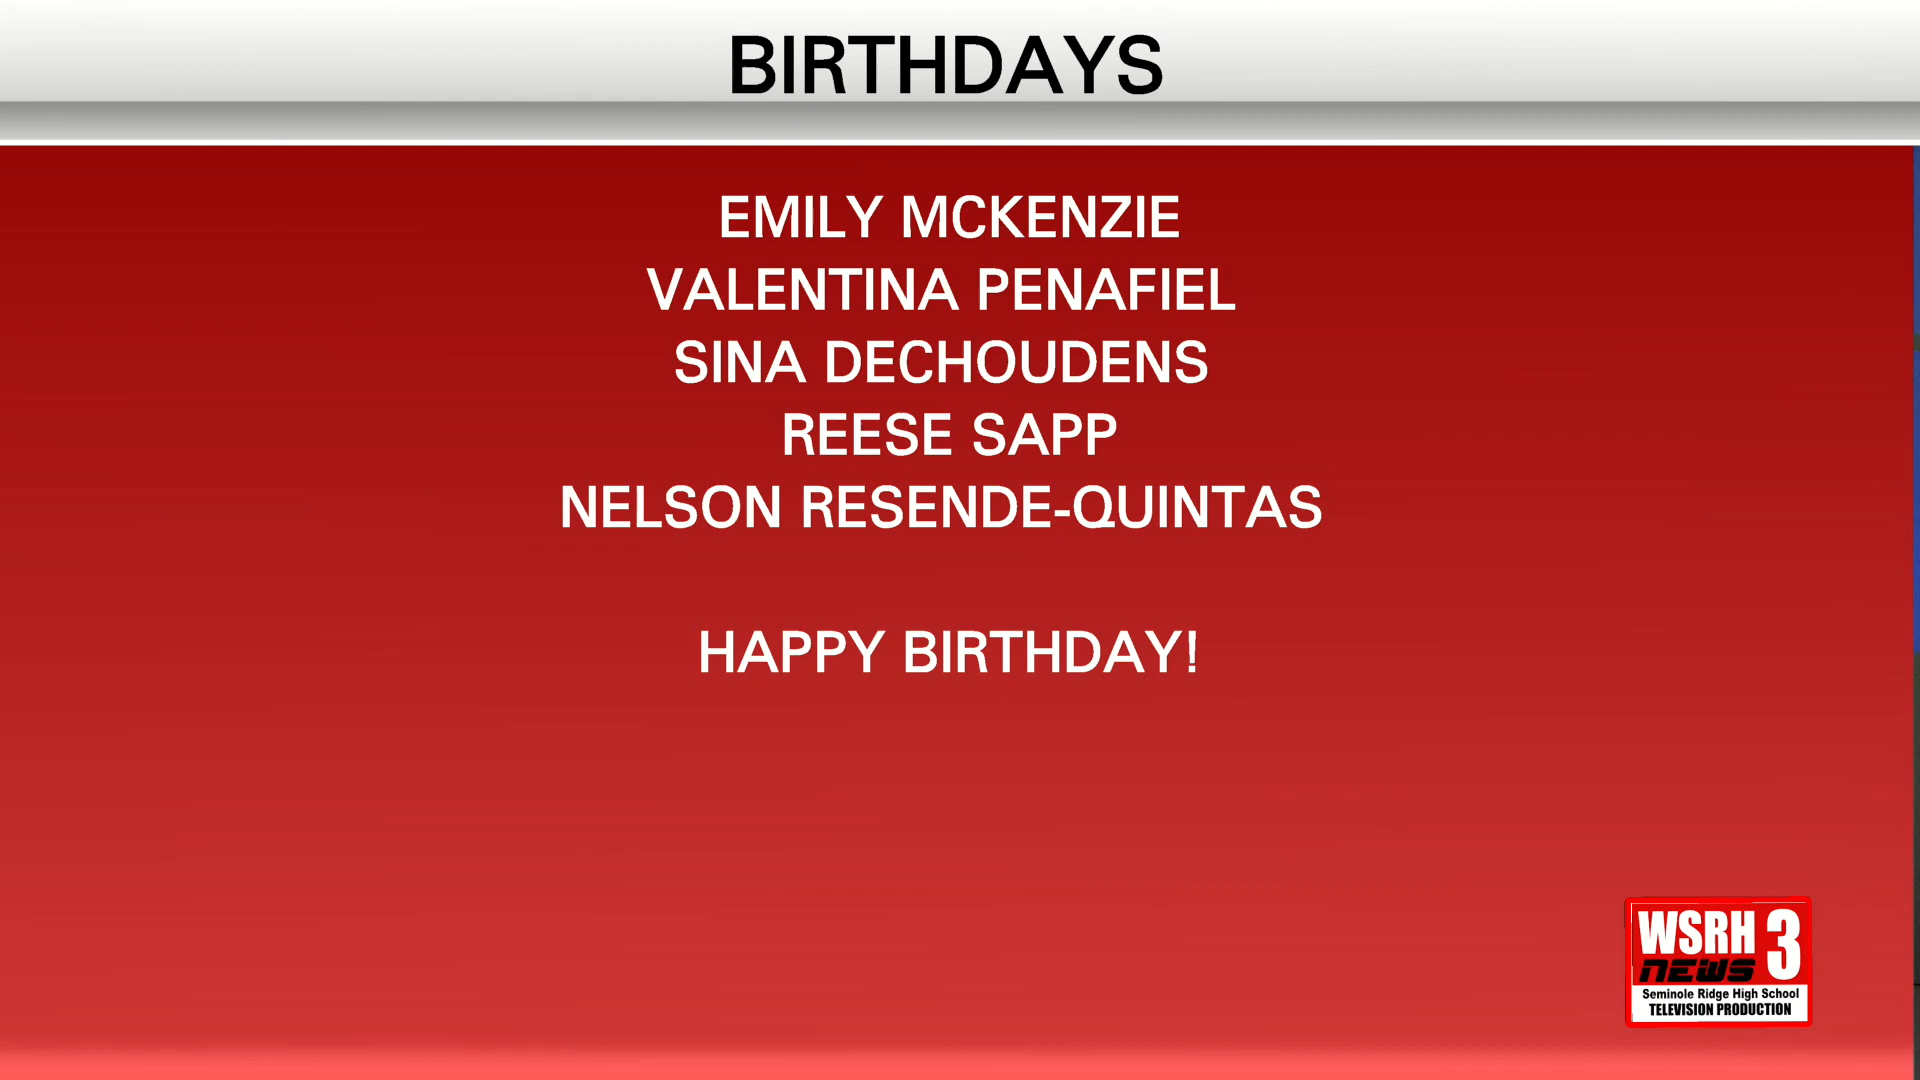 BIRTHDAYS
EMILY MCKENZIE
VALENTINA PENAFIEL
SINA DECHOUDENS
REESE SAPP
NELSON RESENDE-QUINTAS
HAPPY BIRTHDAY!
WSRH 3
NEWS
Seminole Ridge High School
TELEVISION PRODUCTION